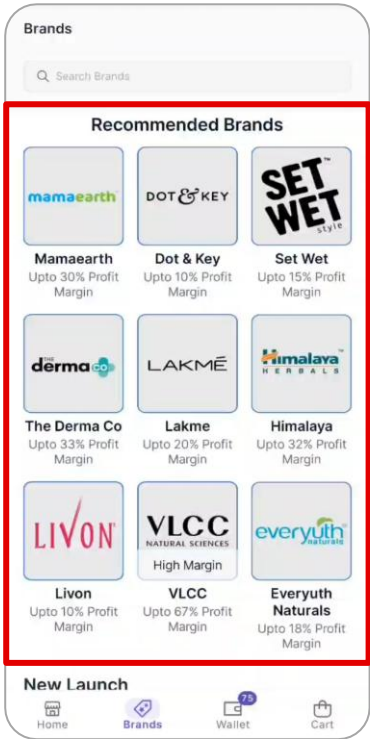 Brands
Search Brands
Recommended Brands
mamaearth
DOT & KEY
SET
WET
style
Mamaearth
Dot & Key
Set Wet
Upto 30% Profit
Margin
Upto 10% Profit
Margin
Upto 15% Profit
Margin
THE
derma co
LAKMÉ
Himalaya
HERBALS
The Derma Co
Lakme
Himalaya
Upto 33% Profit
Margin
Upto 20% Profit
Margin
Upto 32% Profit
Margin
LIVON
VLCC
NATURAL SCIENCES
High Margin
everyuth
naturals
Livon
VLCC
Everyuth
Naturals
Upto 10% Profit
Margin
Upto 67% Profit
Margin
Upto 18% Profit
Margin
New Launch
75
Home
Brands
Wallet
Cart